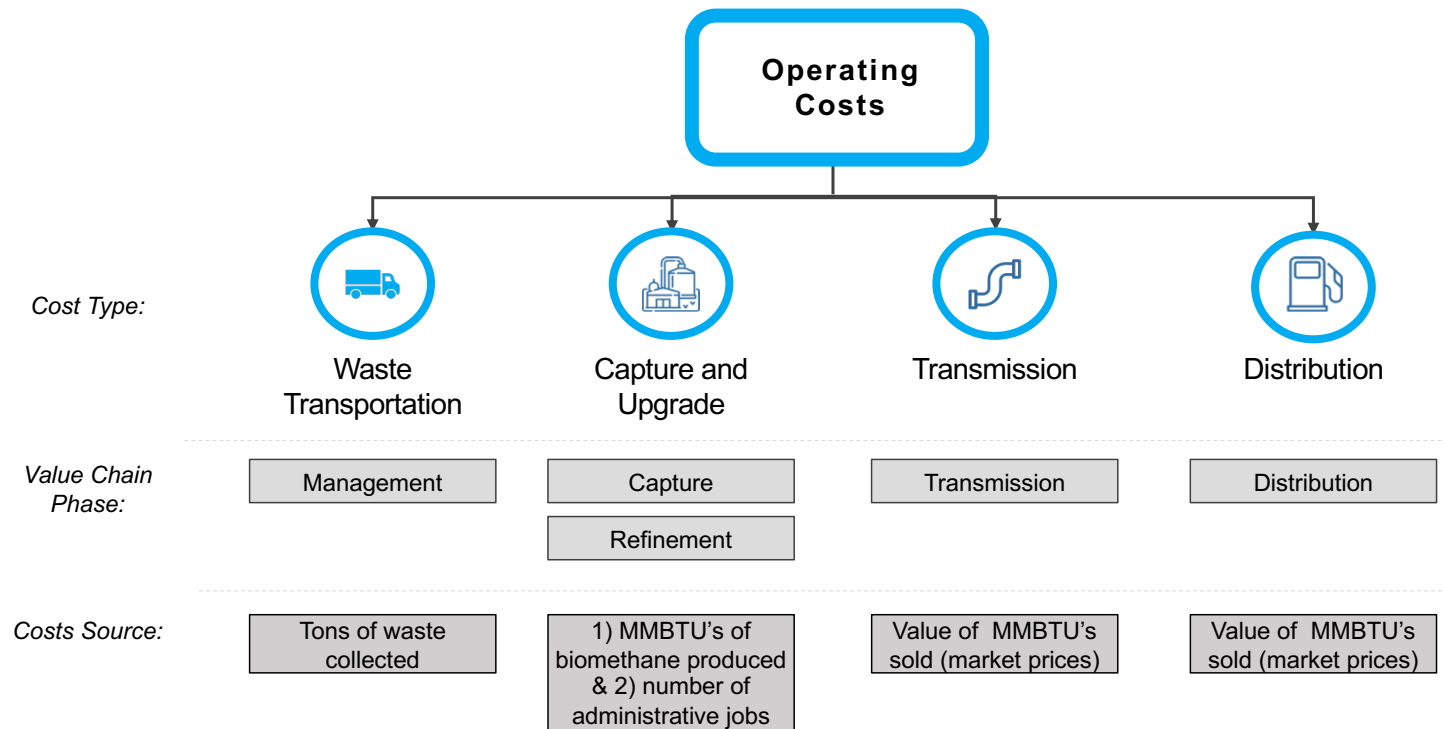 Operating
Costs
Cost Type:
Waste
Transportation
Capture and
Upgrade
Transmission
Distribution
Value Chain
Phase:
Management
Capture
Refinement
Transmission
Distribution
Costs Source:
Tons of waste
collected
1) MMBTU's of
biomethane produced
& 2) number of
administrative jobs
Value of MMBTU's
sold (market prices)
Value of MMBTU's
sold (market prices)